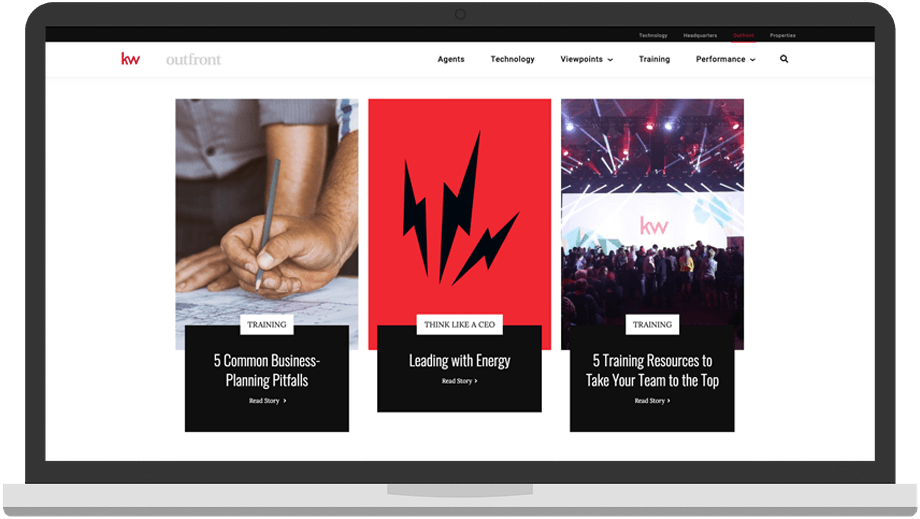 Technology Headquarters Outfront Properties
kw outfront Agents Technology Viewpoints Training Performance
kw
TRAINING
5 Common Business-
Planning Pitfalls
Read Story
THINK LIKE A CEO
Leading with Energy
Read Story
TRAINING
5 Training Resources to
Take Your Team to the Top
Read Story